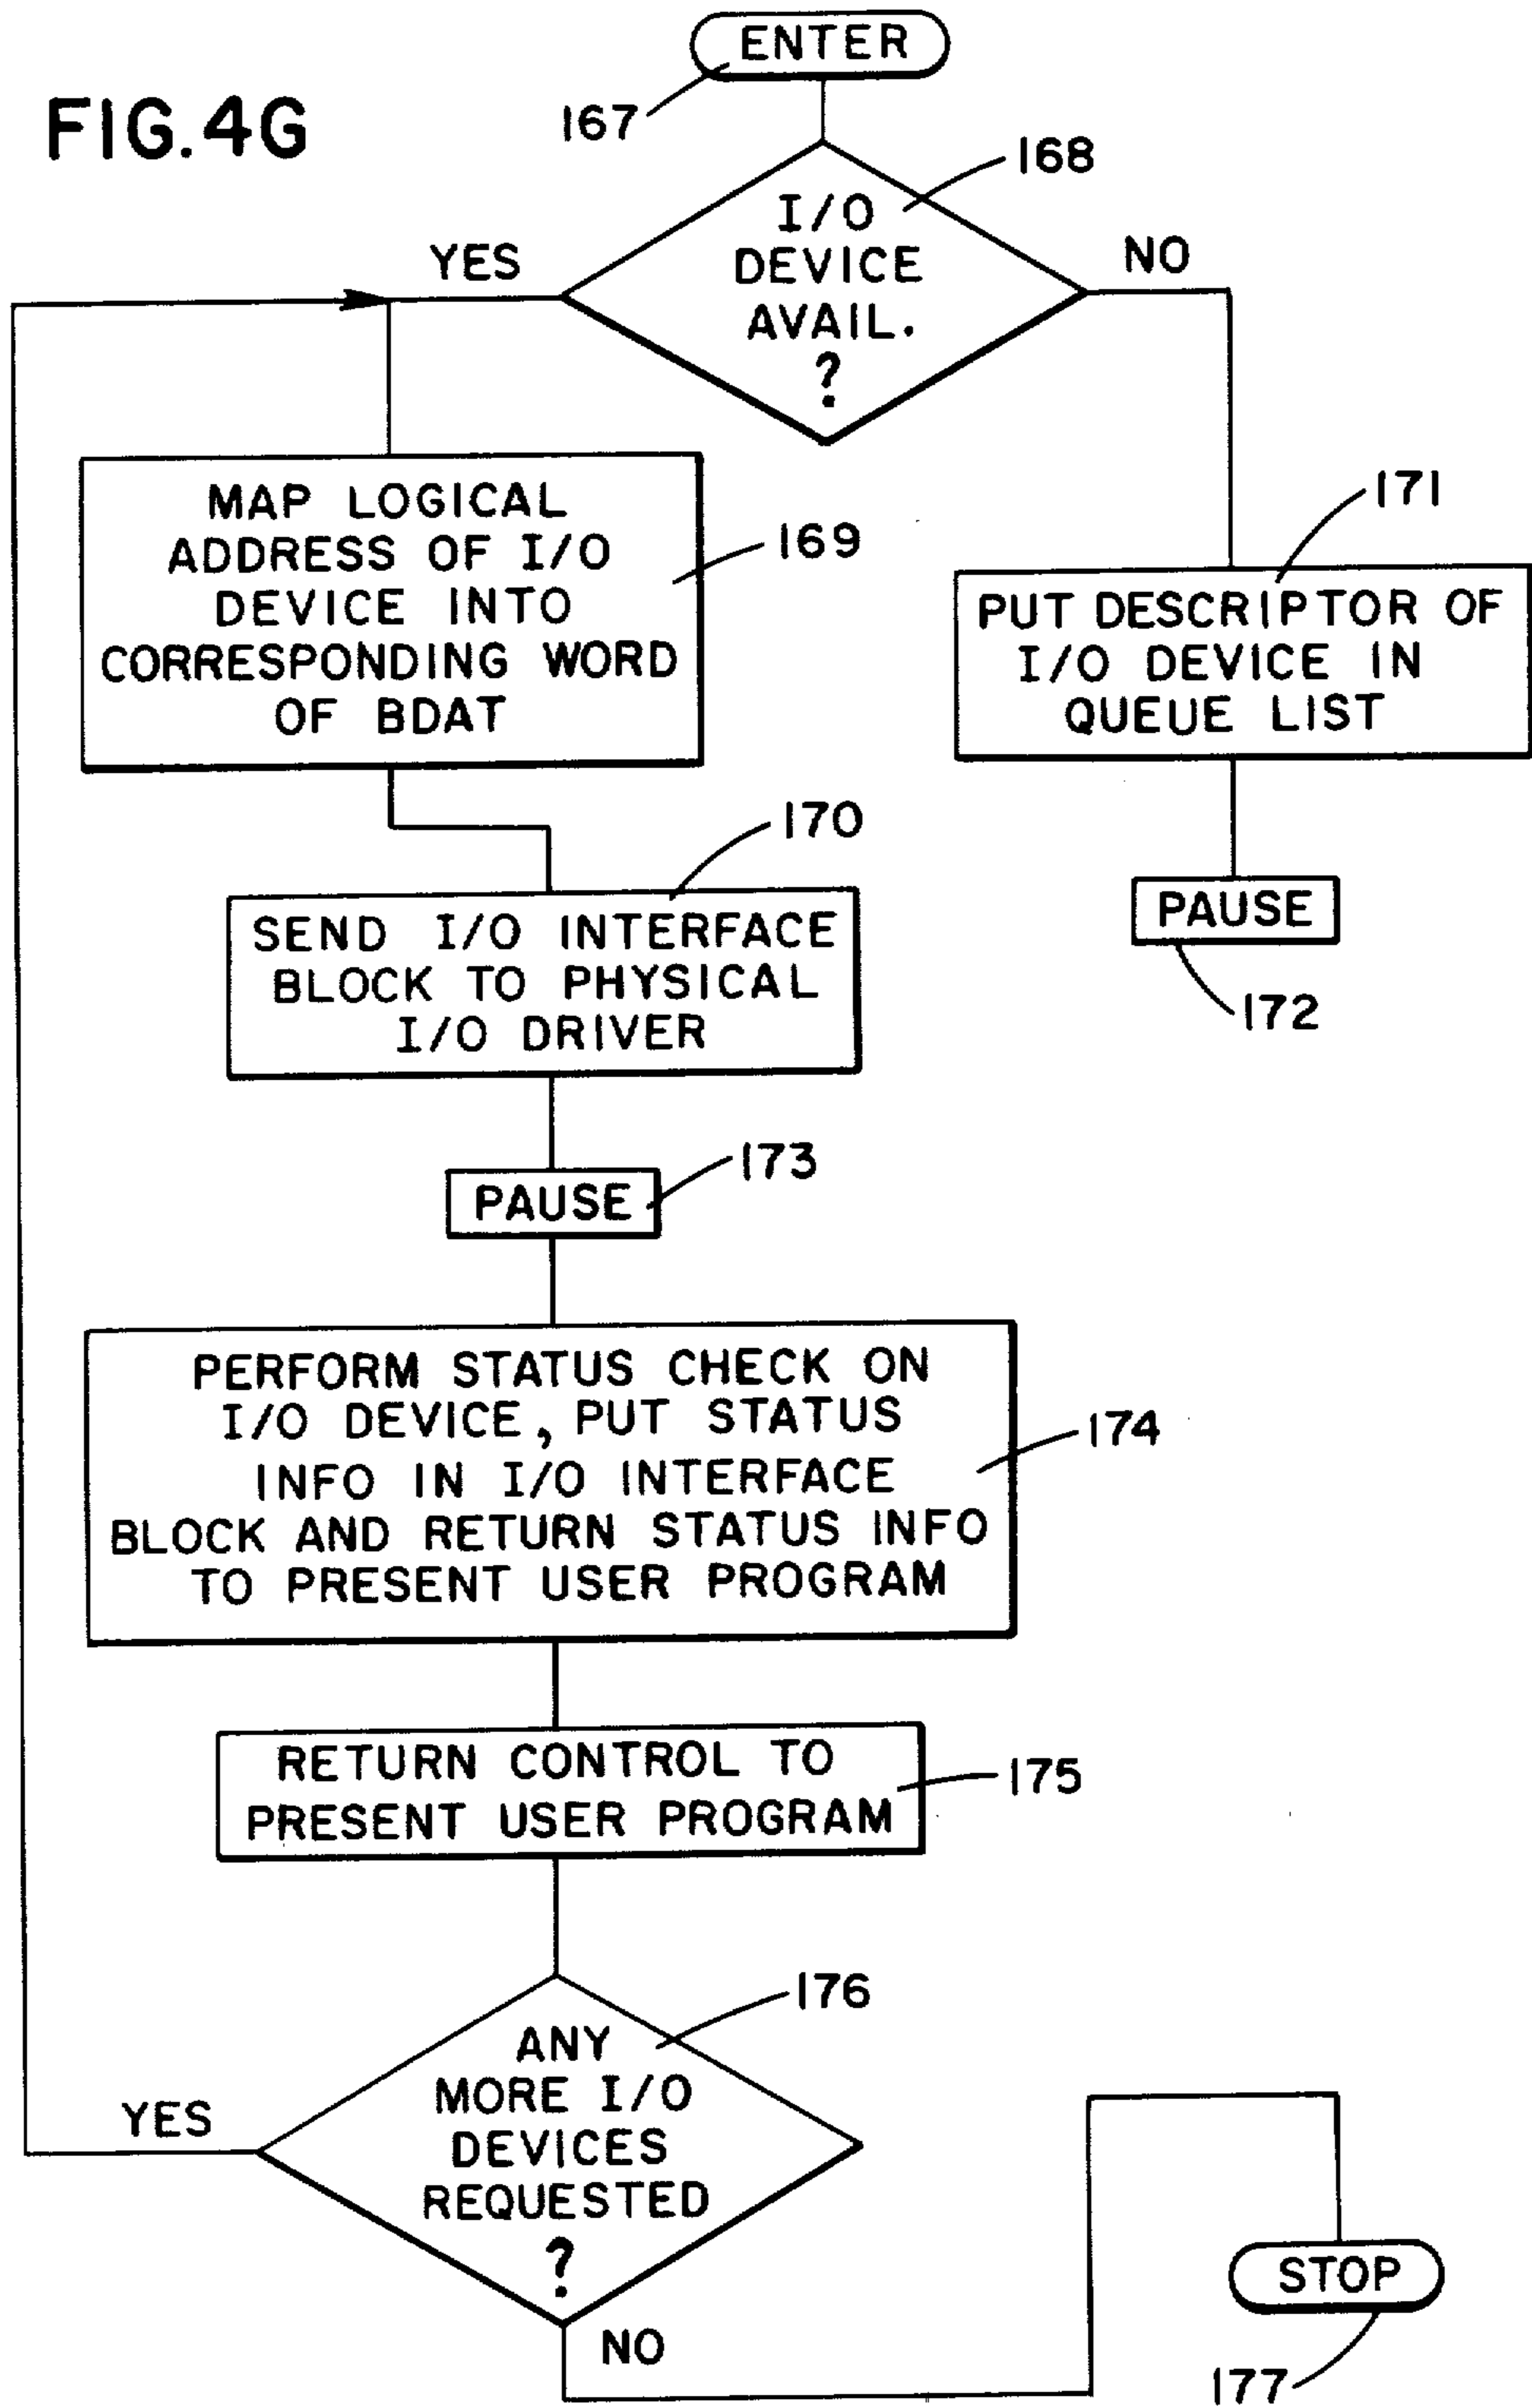 FIG. 4G
ENTER
167
168
I/O
DEVICE
AVAIL.
?
YES
NO
MAP LOGICAL
ADDRESS OF I/O
DEVICE INTO
CORRESPONDING WORD
OF BDAT
169
171
PUT DESCRIPTOR OF
I/O DEVICE IN
QUEUE LIST
170
SEND I/O INTERFACE
BLOCK TO PHYSICAL
I/O DRIVER
PAUSE
172
173
PAUSE
PERFORM STATUS CHECK ON
I/O DEVICE, PUT STATUS
INFO IN I/O INTERFACE
BLOCK AND RETURN STATUS INFO
TO PRESENT USER PROGRAM
174
RETURN CONTROL TO
PRESENT USER PROGRAM
175
176
ANY
MORE I/O
DEVICES
REQUESTED
?
YES
NO
STOP
177